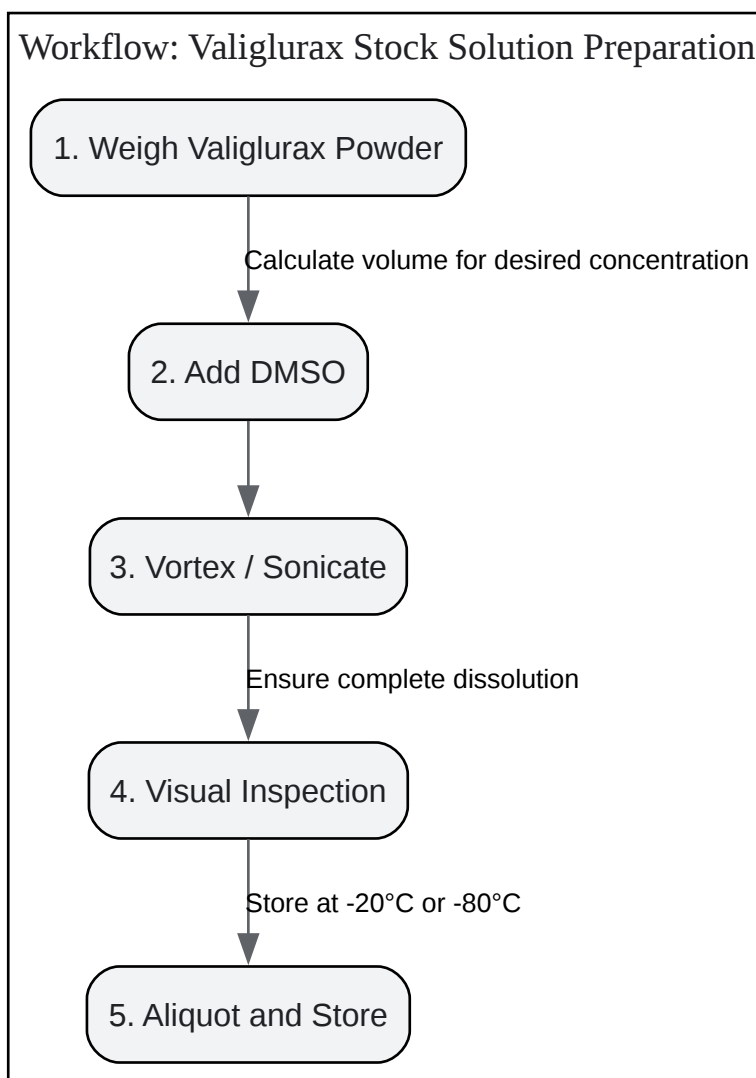 Workflow: Valiglurax Stock Solution Preparation
1. Weigh Valiglurax Powder
Calculate volume for desired concentration
2. Add DMSO
3. Vortex / Sonicate
Ensure complete dissolution
4. Visual Inspection
Store at -20°C or -80°C
5. Aliquot and Store